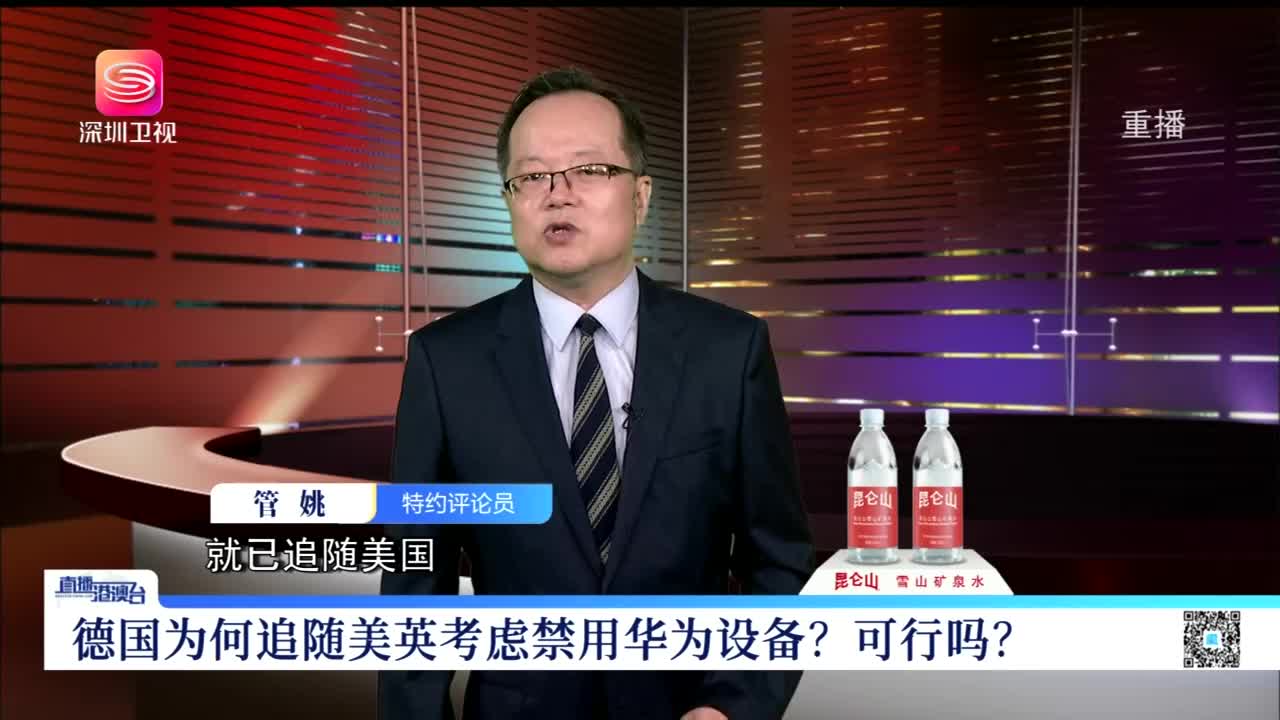 深圳卫视
重播
管 姚
特约评论员
就已追随美国
昆仑山
昆仑山
昆仑山 雪山矿泉水
直播港澳台
德国为何追随美英考虑禁用华为设备？可行吗？